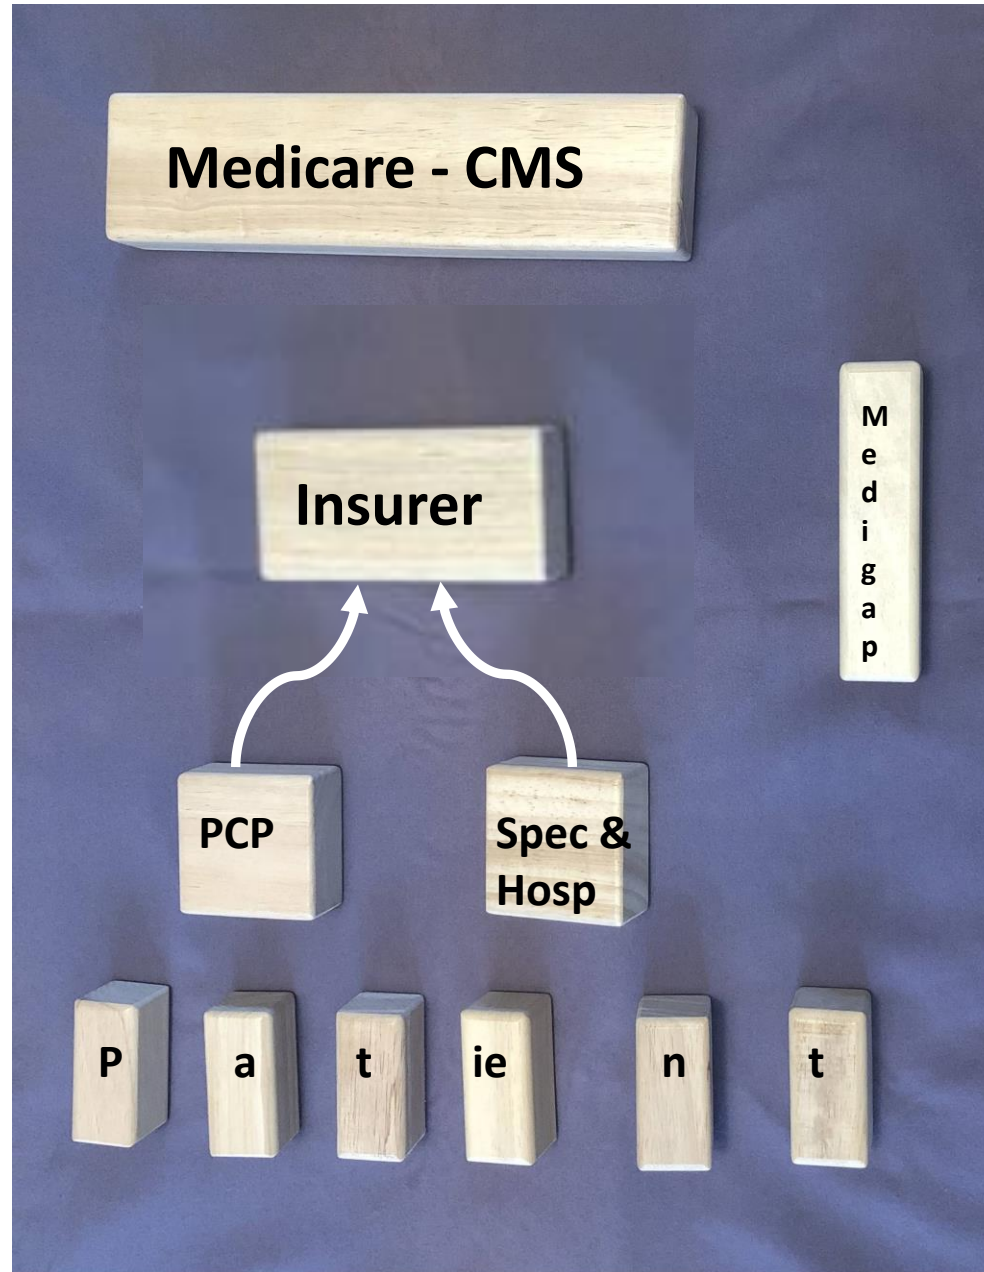 Medicare - CMS
Insurer
M
e
d
i
g
a
p
PCP
Spec &
Hosp
P a t ie n t